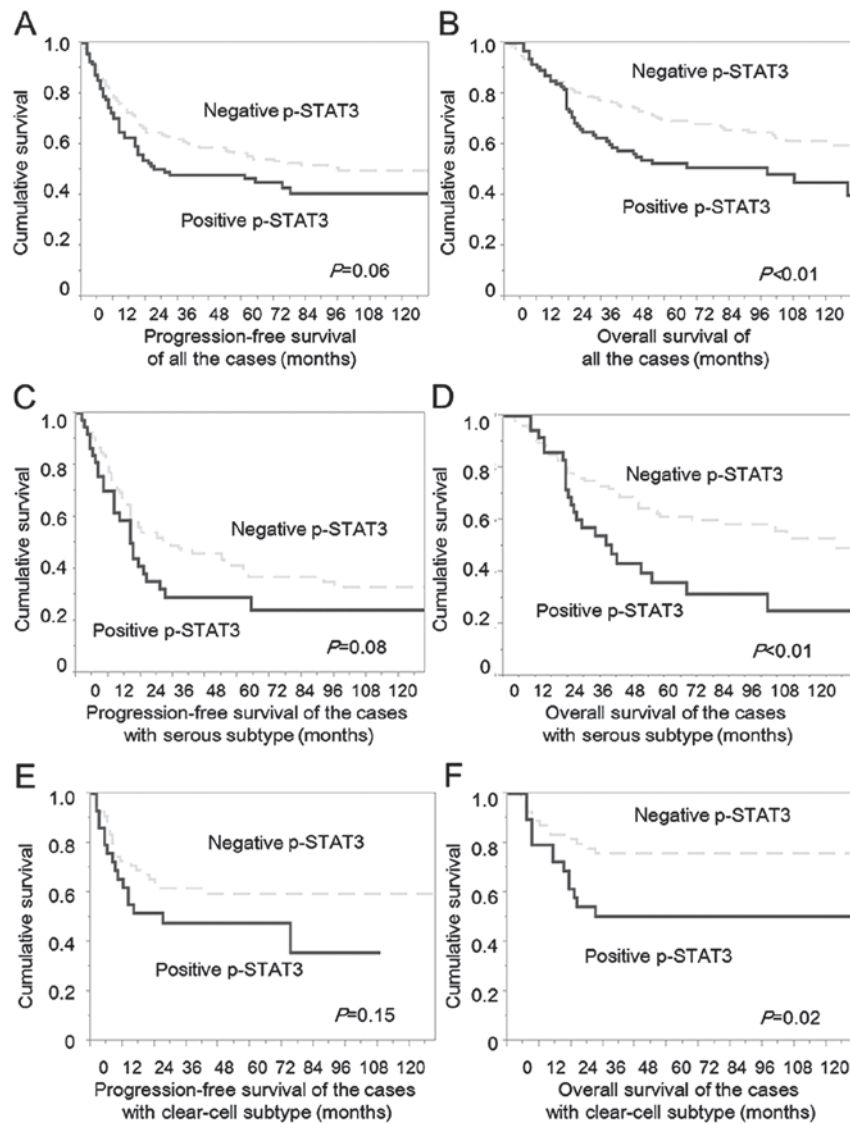 A
Cumulative survival
1.0
0.8
0.6
0.4
0.2
0
Negative p-STAT3
Positive p-STAT3
P=0.06
0 12 24 36 48 60 72 84 96 108 120
Progression-free survival
of all the cases (months)
B
Cumulative survival
1.0
0.8
0.6
0.4
0.2
0
Negative p-STAT3
Positive p-STAT3
P<0.01
0 12 24 36 48 60 72 84 96 108 120
Overall survival of
all the cases (months)
C
Cumulative survival
1.0
0.8
0.6
0.4
0.2
0
Negative p-STAT3
Positive p-STAT3
P=0.08
0 12 24 36 48 60 72 84 96 108 120
Progression-free survival of the cases
with serous subtype (months)
D
Cumulative survival
1.0
0.8
0.6
0.4
0.2
0
Negative p-STAT3
Positive p-STAT3
P<0.01
0 12 24 36 48 60 72 84 96 108 120
Overall survival of the cases
with serous subtype (months)
E
Cumulative survival
1.0
0.8
0.6
0.4
0.2
0
Negative p-STAT3
Positive p-STAT3
P=0.15
0 12 24 36 48 60 72 84 96 108 120
Progression-free survival of the cases
with clear-cell subtype (months)
F
Cumulative survival
1.0
0.8
0.6
0.4
0.2
0
Negative p-STAT3
Positive p-STAT3
P=0.02
0 12 24 36 48 60 72 84 96 108 120
Overall survival of the cases
with clear-cell subtype (months)